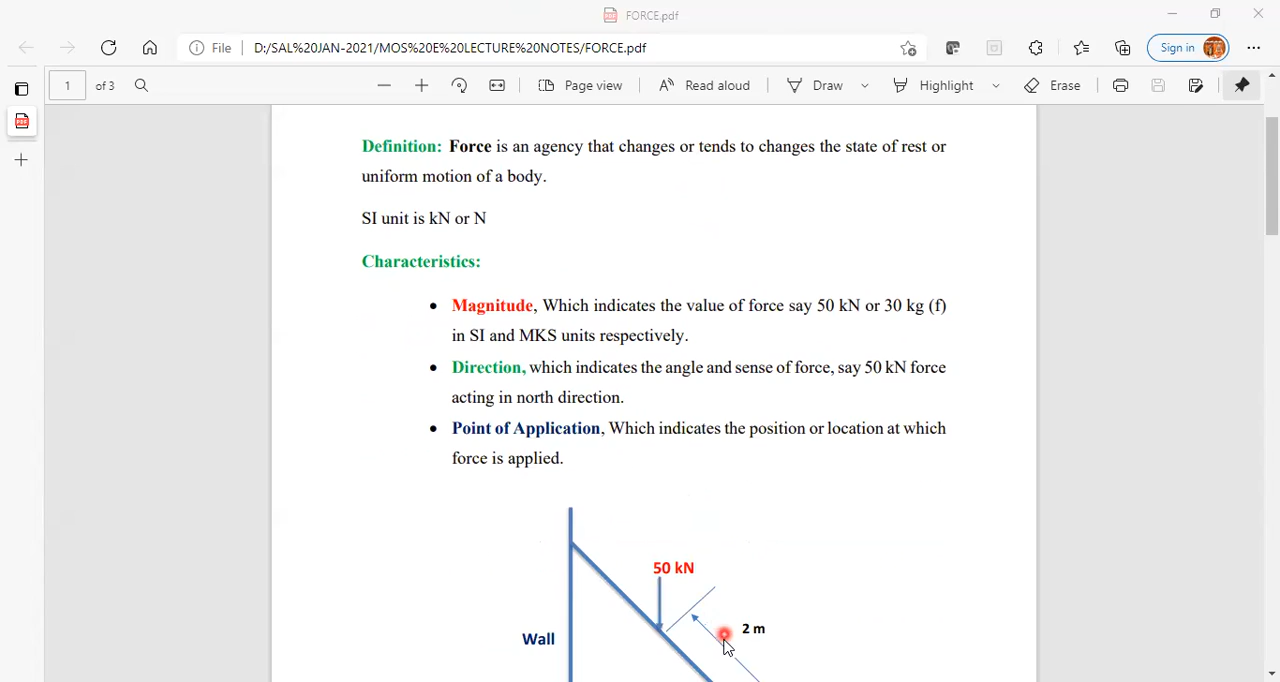 FORCE.pdf
File D:/SAL%20JAN-2021/MOS%20E%20LECTURE%20NOTES/FORCE.pdf Sign in
1 of 3 Page view Read aloud Draw Highlight Erase
Definition: Force is an agency that changes or tends to changes the state of rest or
uniform motion of a body.
SI unit is kN or N
Characteristics:
• Magnitude, Which indicates the value of force say 50 kN or 30 kg (f)
in SI and MKS units respectively.
• Direction, which indicates the angle and sense of force, say 50 kN force
acting in north direction.
• Point of Application, Which indicates the position or location at which
force is applied.
50 kN
2 m
Wall